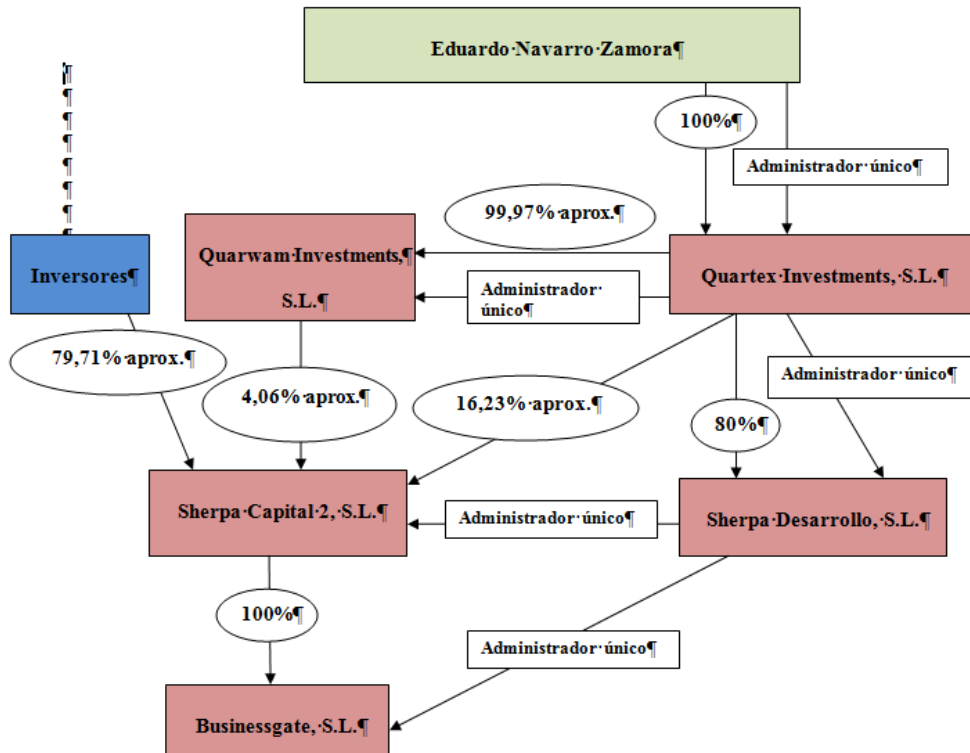 Eduardo·Navarro·Zamora¶
¶
¶
¶
¶
¶
¶
¶
¶
100%¶
Administrador·único¶
99,97%·aprox.¶
Inversores¶
Quarwam·Investments,¶
S.L.¶
Administrador·
único¶
Quartex·Investments,·S.L.¶
79,71%·aprox.¶
4,06%·aprox.¶
16,23%·aprox.¶
80%¶
Administrador·único¶
Sherpa·Capital·2,·S.L.¶
Administrador·único¶
Sherpa·Desarrollo,·S.L.¶
100%¶
Administrador·único¶
Businessgate,·S.L.¶